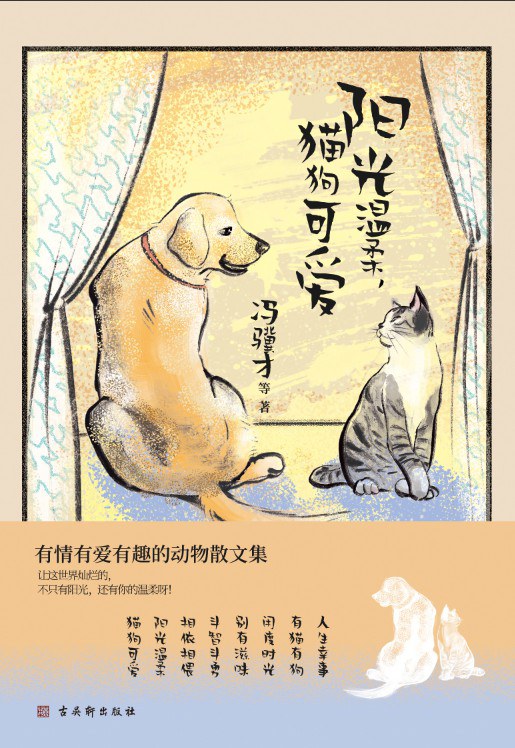 阳光温柔，
猫狗可爱
冯骥才
等 著
有情有爱有趣的动物散文集
让这世界灿烂的，
不只有阳光，还有你的温柔呀！
人生幸事
有猫有狗
闲度时光
别有滋味
斗智斗勇
相依相偎
阳光温柔
猫狗可爱
古吴轩出版社